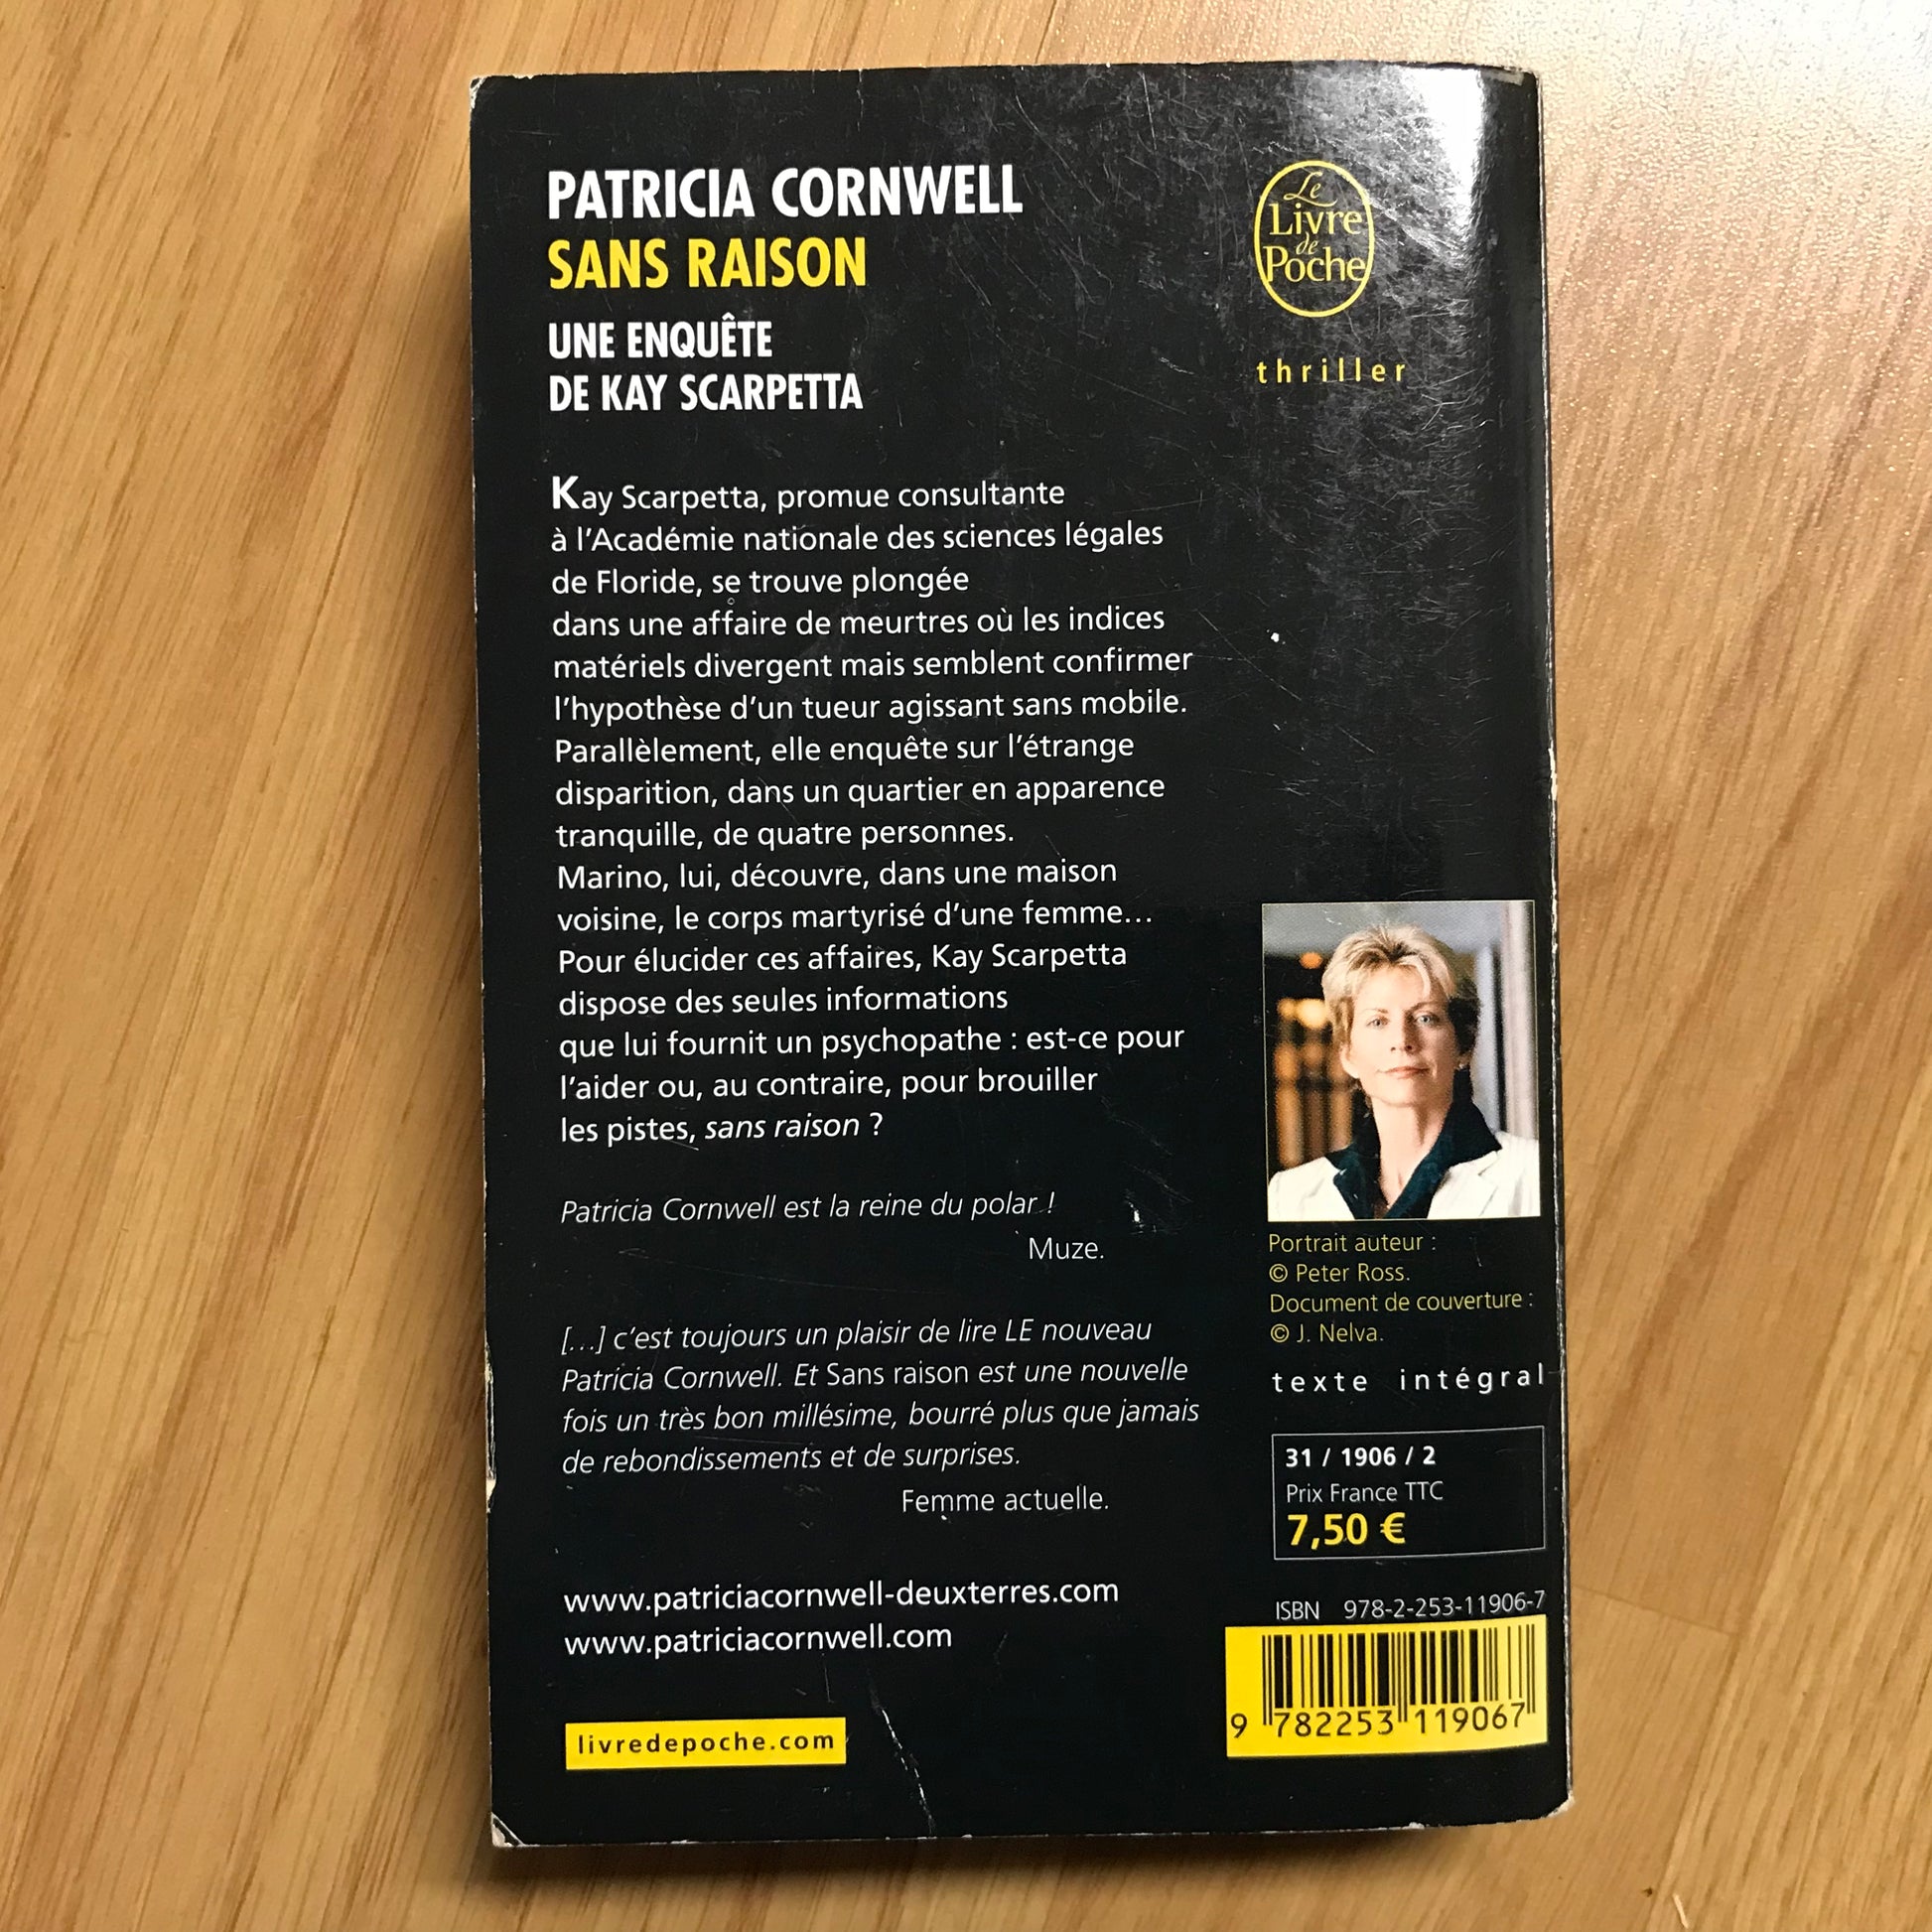 PATRICIA CORNWELL
SANS RAISON
UNE ENQUÊTE
DE KAY SCARPETTA
Le
Livre
de
Poche
thriller
Kay Scarpetta, promue consultante
à l'Académie nationale des sciences légales
de Floride, se trouve plongée
dans une affaire de meurtres où les indices
matériels divergent mais semblent confirmer
l'hypothèse d'un tueur agissant sans mobile.
Parallèlement, elle enquête sur l'étrange
disparition, dans un quartier en apparence
tranquille, de quatre personnes.
Marino, lui, découvre, dans une maison
voisine, le corps martyrisé d'une femme...
Pour élucider ces affaires, Kay Scarpetta
dispose des seules informations
que lui fournit un psychopathe : est-ce pour
l'aider ou, au contraire, pour brouiller
les pistes, sans raison ?
Patricia Cornwell est la reine du polar !
Muze.
[...] c'est toujours un plaisir de lire LE nouveau
Patricia Cornwell. Et Sans raison est une nouvelle
fois un très bon millésime, bourré plus que jamais
de rebondissements et de surprises.
Femme actuelle.
www.patriciacornwell-deuxterres.com
www.patriciacornwell.com
livredepoche.com
Portrait auteur :
© Peter Ross.
Document de couverture :
© J. Nelva.
texte intégral
31 / 1906 / 2
Prix France TTC
7,50 €
ISBN 978-2-253-11906-7
9 782253 119067